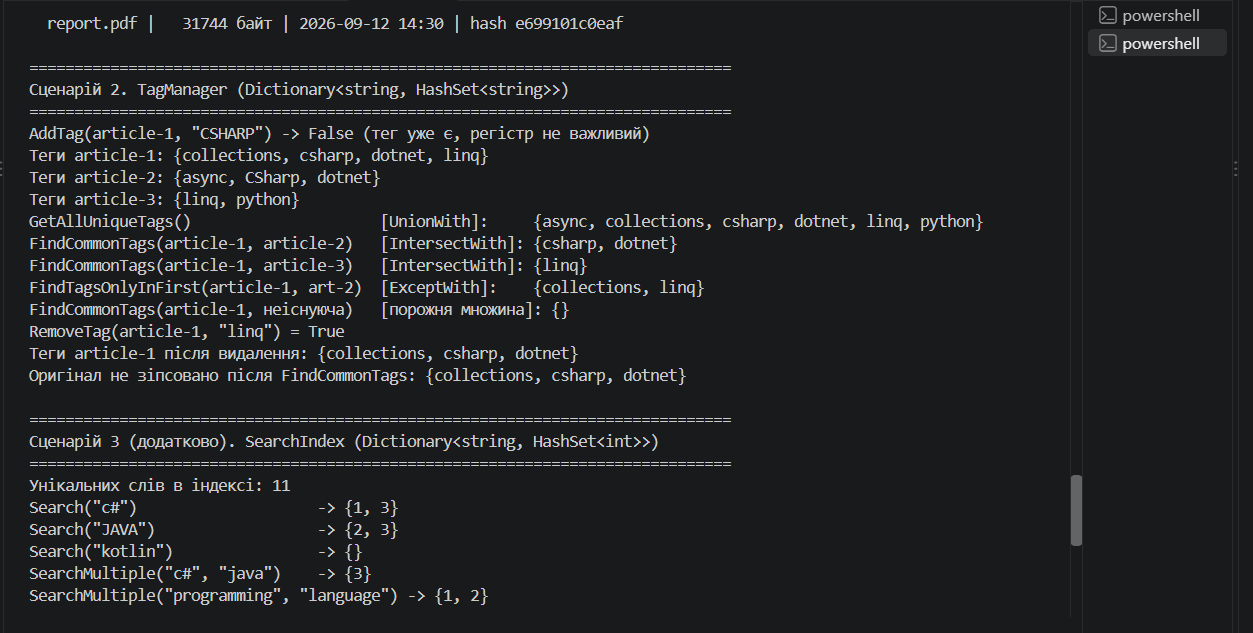 report.pdf |   31744 байт | 2026-09-12 14:30 | hash e699101c0eaf
==============================================================================
Сценарій 2. TagManager (Dictionary<string, HashSet<string>>)
==============================================================================
AddTag(article-1, "CSHARP") -> False (тег уже є, регістр не важливий)
Теги article-1: {collections, csharp, dotnet, linq}
Теги article-2: {async, CSharp, dotnet}
Теги article-3: {linq, python}
GetAllUniqueTags()                     [UnionWith]:     {async, collections, csharp, dotnet, linq, python}
FindCommonTags(article-1, article-2)   [IntersectWith]: {csharp, dotnet}
FindCommonTags(article-1, article-3)   [IntersectWith]: {linq}
FindTagsOnlyInFirst(article-1, art-2)  [ExceptWith]:    {collections, linq}
FindCommonTags(article-1, неіснуюча)   [порожня множина]: {}
RemoveTag(article-1, "linq") = True
Теги article-1 після видалення: {collections, csharp, dotnet}
Оригінал не зіпсовано після FindCommonTags: {collections, csharp, dotnet}
==============================================================================
Сценарій 3 (додатково). SearchIndex (Dictionary<string, HashSet<int>>)
==============================================================================
Унікальних слів в індексі: 11
Search("c#")                    -> {1, 3}
Search("JAVA")                  -> {2, 3}
Search("kotlin")                -> {}
SearchMultiple("c#", "java")    -> {3}
SearchMultiple("programming", "language") -> {1, 2}
powershell
powershell